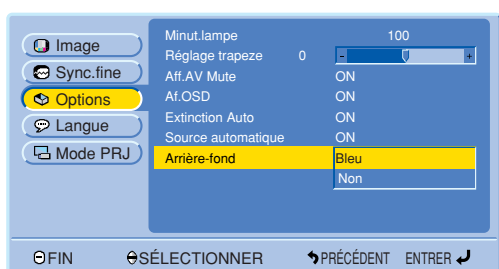 Image
Sync.fine
Options
Langue
Mode PRJ
Minut.lampe 100
Réglage trapeze 0 - +
Aff.AV Mute ON
Af.OSD ON
Extinction Auto ON
Source automatique ON
Arrière-fond Bleu
Non
FIN SÉLECTIONNER PRÉCÉDENT ENTRER